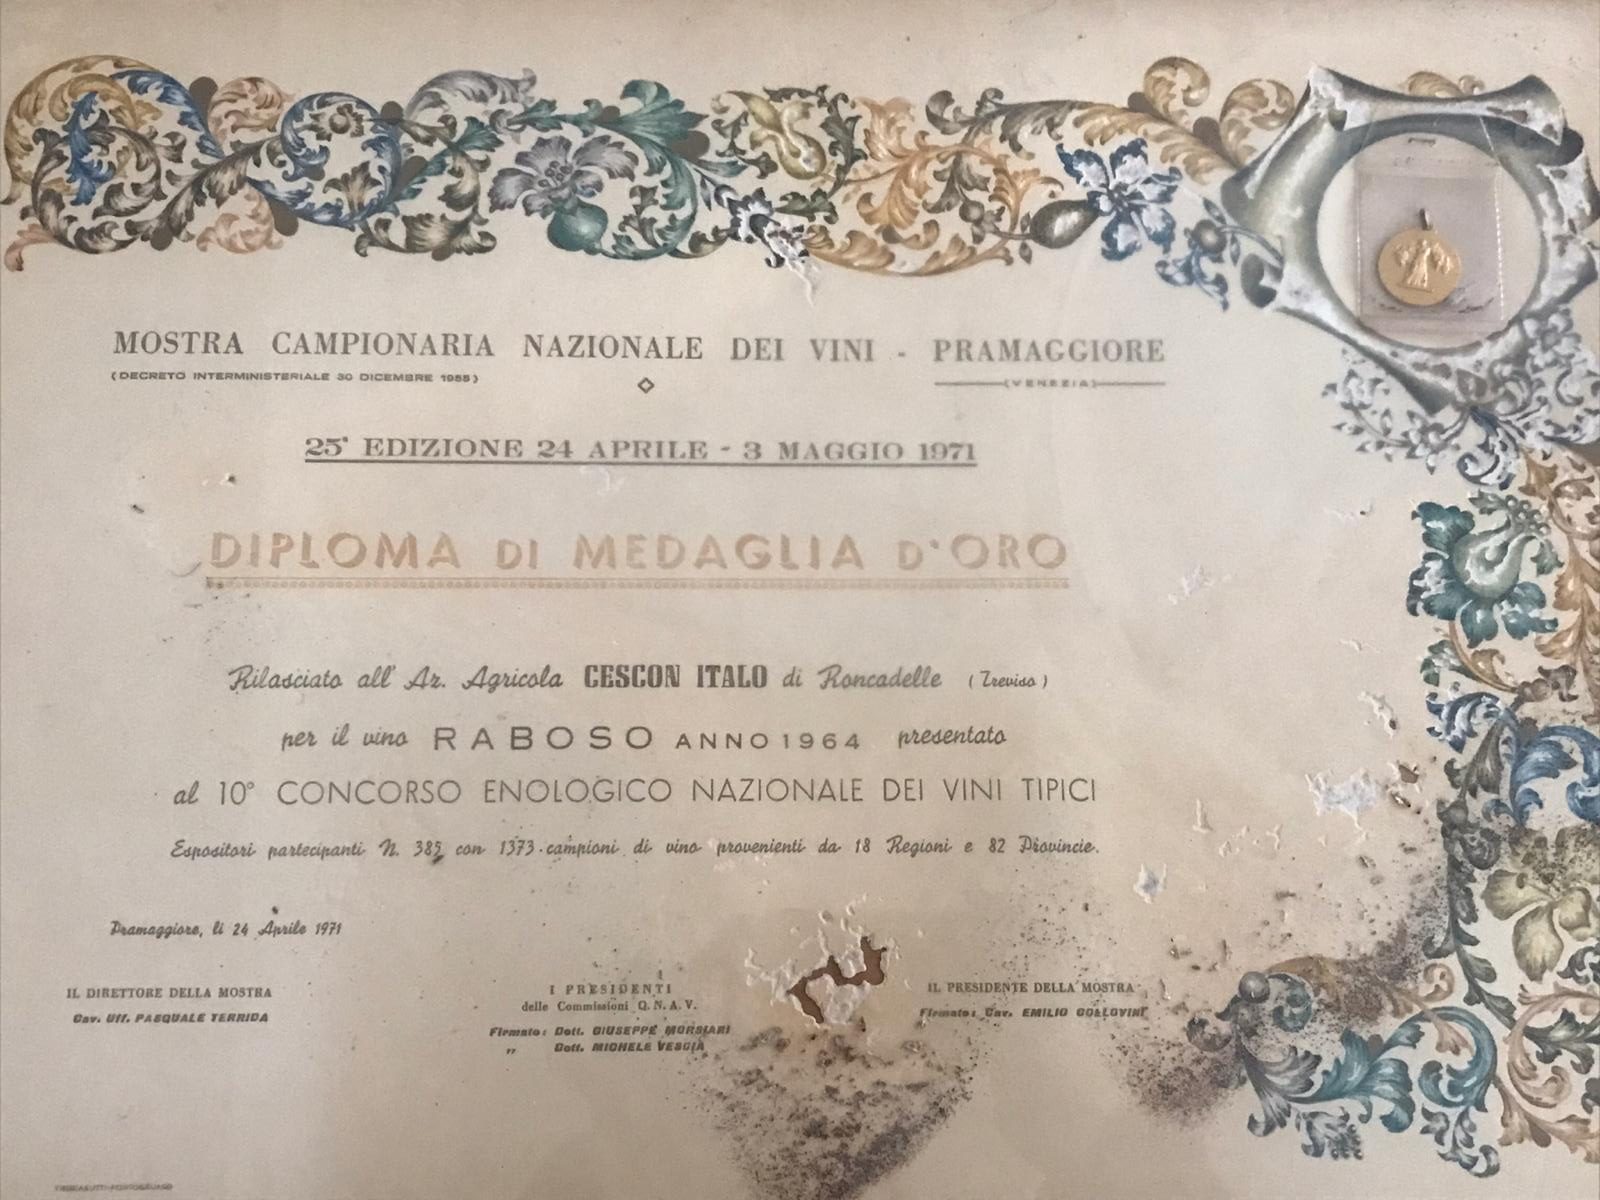 MOSTRA CAMPIONARIA NAZIONALE DEI VINI - PRAMAGGIORE
(DECRETO INTERMINISTERIALE 30 DICEMBRE 1955)
(VENEZIA)
25ª EDIZIONE 24 APRILE - 3 MAGGIO 1971
DIPLOMA DI MEDAGLIA D'ORO
Rilasciato all' Az. Agricola CESCON ITALO di Roncadelle (Treviso)
per il vino RABOSO ANNO 1964 presentato
al 10° CONCORSO ENOLOGICO NAZIONALE DEI VINI TIPICI
Espositori partecipanti N. 385 con 1373 campioni di vino provenienti da 18 Regioni e 82 Provincie.
Pramaggiore, li 24 Aprile 1971
IL DIRETTORE DELLA MOSTRA
Cav. Uff. PASQUALE TERRIDA
I PRESIDENTI
delle Commissioni O.N.A.V.
Firmato: Dott. GIUSEPPE MORSIANI
„ Dott. MICHELE VESCIA
IL PRESIDENTE DELLA MOSTRA
Firmato: Cav. EMILIO GOLLOVINI